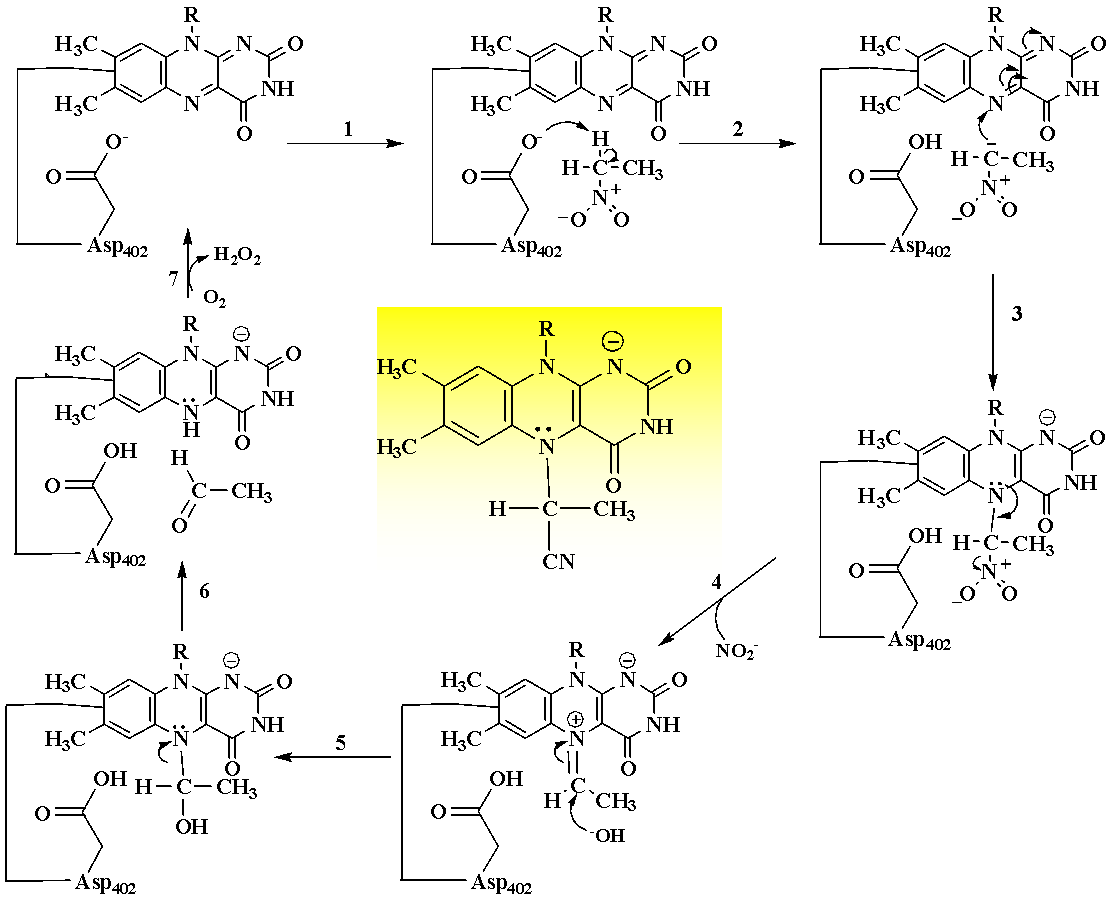 R
H₃C
H₃C
N
N
O
NH
N
O
O⁻
O
Asp₄₀₂
1
R
H₃C
H₃C
N
N
O
NH
N
O
O⁻
O
H
H-C
CH₃
N⁺
⁻O
O
Asp₄₀₂
2
R
H₃C
H₃C
N
N
O
NH
N
O
OH
O
H
C⁻
CH₃
N⁺
⁻O
O
Asp₄₀₂
3
R
H₃C
H₃C
N
N⊖
O
NH
N
O
OH
O
H-C
CH₃
N⁺
⁻O
O
Asp₄₀₂
4
NO₂⁻
R
H₃C
H₃C
N
N⊖
O
NH
N⊕
O
OH
O
H
C
CH₃
⁻OH
Asp₄₀₂
5
R
H₃C
H₃C
N
N⊖
O
NH
N
O
OH
O
H
C
CH₃
OH
Asp₄₀₂
6
R
H₃C
H₃C
N
N⊖
O
NH
N
H
O
OH
O
H
CH₃
O
Asp₄₀₂
7
H₂O₂
O₂
R
H₃C
H₃C
N
N⊖
O
NH
N
O
H
C
CH₃
CN